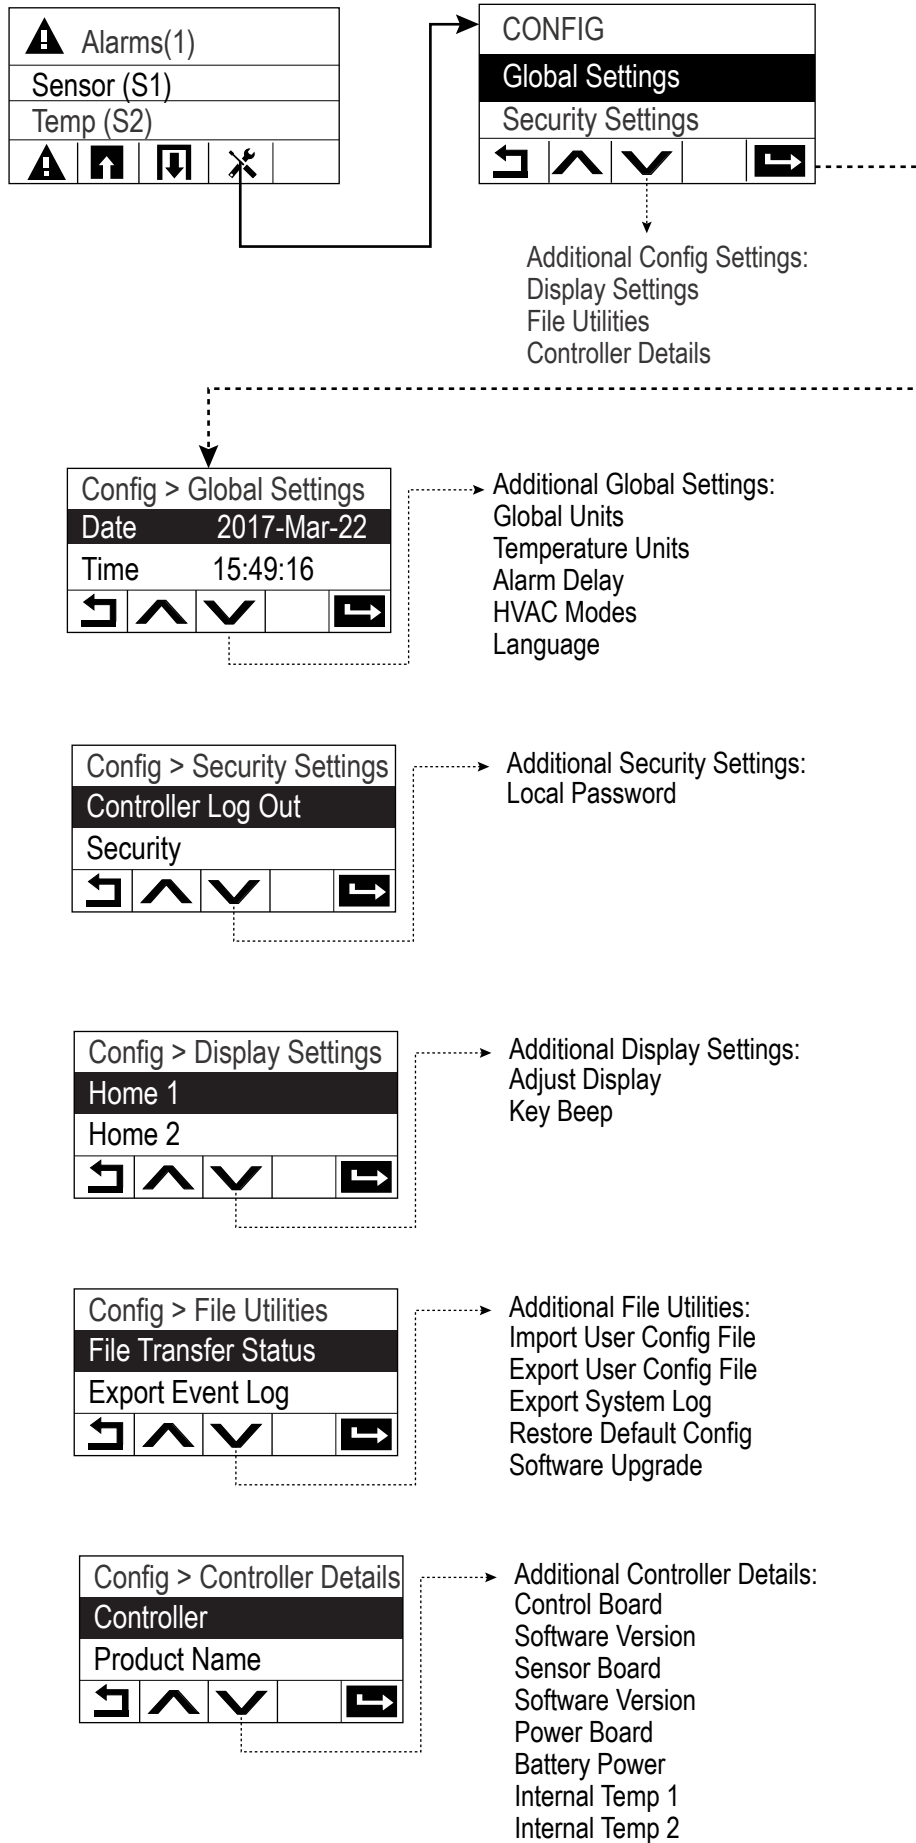 Alarms(1)
Sensor (S1)
Temp (S2)
CONFIG
Global Settings
Security Settings
Additional Config Settings:
Display Settings
File Utilities
Controller Details
Config > Global Settings
Date 2017-Mar-22
Time 15:49:16
Additional Global Settings:
Global Units
Temperature Units
Alarm Delay
HVAC Modes
Language
Config > Security Settings
Controller Log Out
Security
Additional Security Settings:
Local Password
Config > Display Settings
Home 1
Home 2
Additional Display Settings:
Adjust Display
Key Beep
Config > File Utilities
File Transfer Status
Export Event Log
Additional File Utilities:
Import User Config File
Export User Config File
Export System Log
Restore Default Config
Software Upgrade
Config > Controller Details
Controller
Product Name
Additional Controller Details:
Control Board
Software Version
Sensor Board
Software Version
Power Board
Battery Power
Internal Temp 1
Internal Temp 2